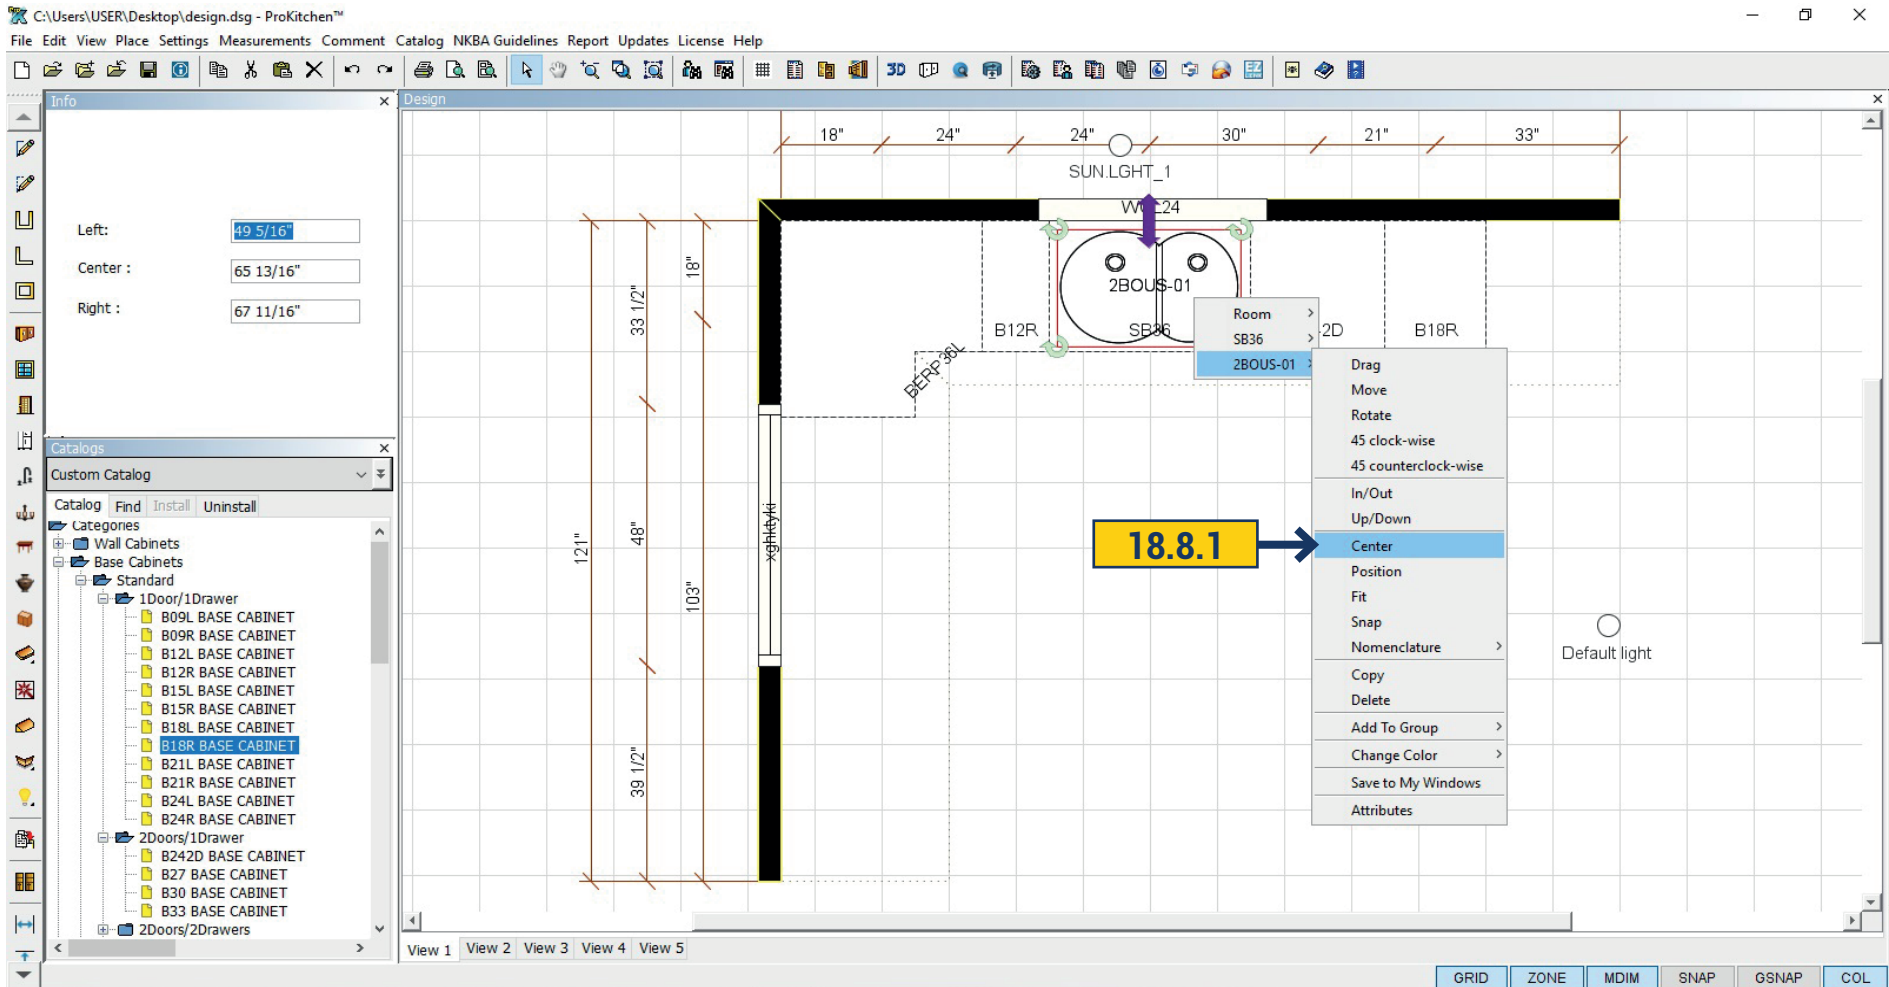 C:\Users\USER\Desktop\design.dsg - ProKitchen™
File Edit View Place Settings Measurements Comment Catalog NKBA Guidelines Report Updates License Help
3D
EZ
Info
Left:
49 5/16"
Center :
65 13/16"
Right :
67 11/16"
Catalogs
Custom Catalog
Catalog Find Install Uninstall
Categories
Wall Cabinets
Base Cabinets
Standard
1Door/1Drawer
B09L BASE CABINET
B09R BASE CABINET
B12L BASE CABINET
B12R BASE CABINET
B15L BASE CABINET
B15R BASE CABINET
B18L BASE CABINET
B18R BASE CABINET
B21L BASE CABINET
B21R BASE CABINET
B24L BASE CABINET
B24R BASE CABINET
2Doors/1Drawer
B242D BASE CABINET
B27 BASE CABINET
B30 BASE CABINET
B33 BASE CABINET
2Doors/2Drawers
Design
18" 24" 24" 30" 21" 33"
SUN.LGHT_1
24
18"
33 1/2"
2BOUS-01
B12R SB36 2D B18R
BERP36L
121"
48"
103"
xghktyki
39 1/2"
Room
SB36
2BOUS-01
Drag
Move
Rotate
45 clock-wise
45 counterclock-wise
In/Out
Up/Down
Center
Position
Fit
Snap
Nomenclature
Copy
Delete
Add To Group
Change Color
Save to My Windows
Attributes
18.8.1
Default light
View 1 View 2 View 3 View 4 View 5
GRID ZONE MDIM SNAP GSNAP COL